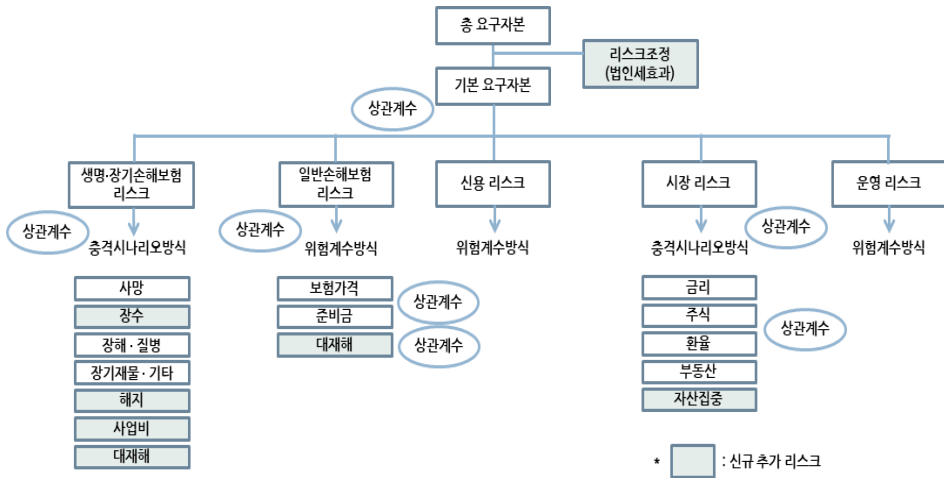 총 요구자본
리스크조정
(법인세효과)
기본 요구자본
상관계수
생명·장기손해보험
리스크
일반손해보험
리스크
신용 리스크
시장 리스크
운영 리스크
상관계수
상관계수
상관계수
충격시나리오방식
위험계수방식
위험계수방식
충격시나리오방식
위험계수방식
사망
장수
장해·질병
장기재물·기타
해지
사업비
대재해
보험가격
준비금
대재해
상관계수
상관계수
금리
주식
환율
부동산
자산집중
상관계수
* : 신규 추가 리스크